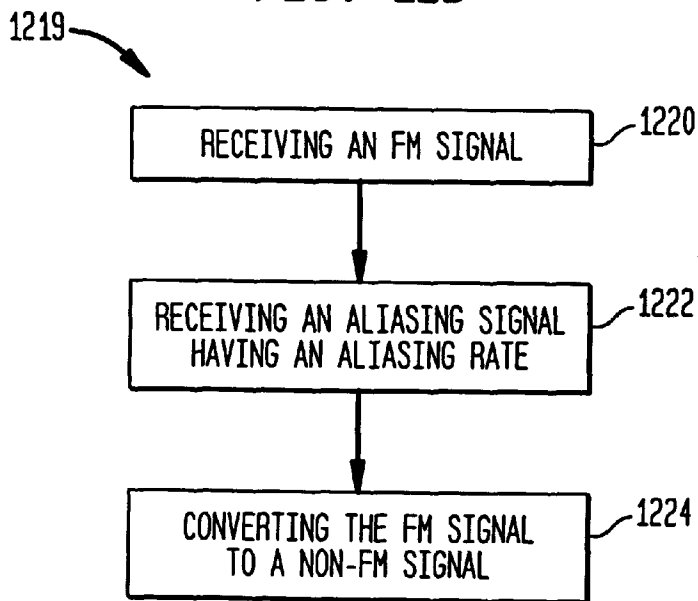 1219
RECEIVING AN FM SIGNAL
1220
RECEIVING AN ALIASING SIGNAL
HAVING AN ALIASING RATE
1222
CONVERTING THE FM SIGNAL
TO A NON-FM SIGNAL
1224